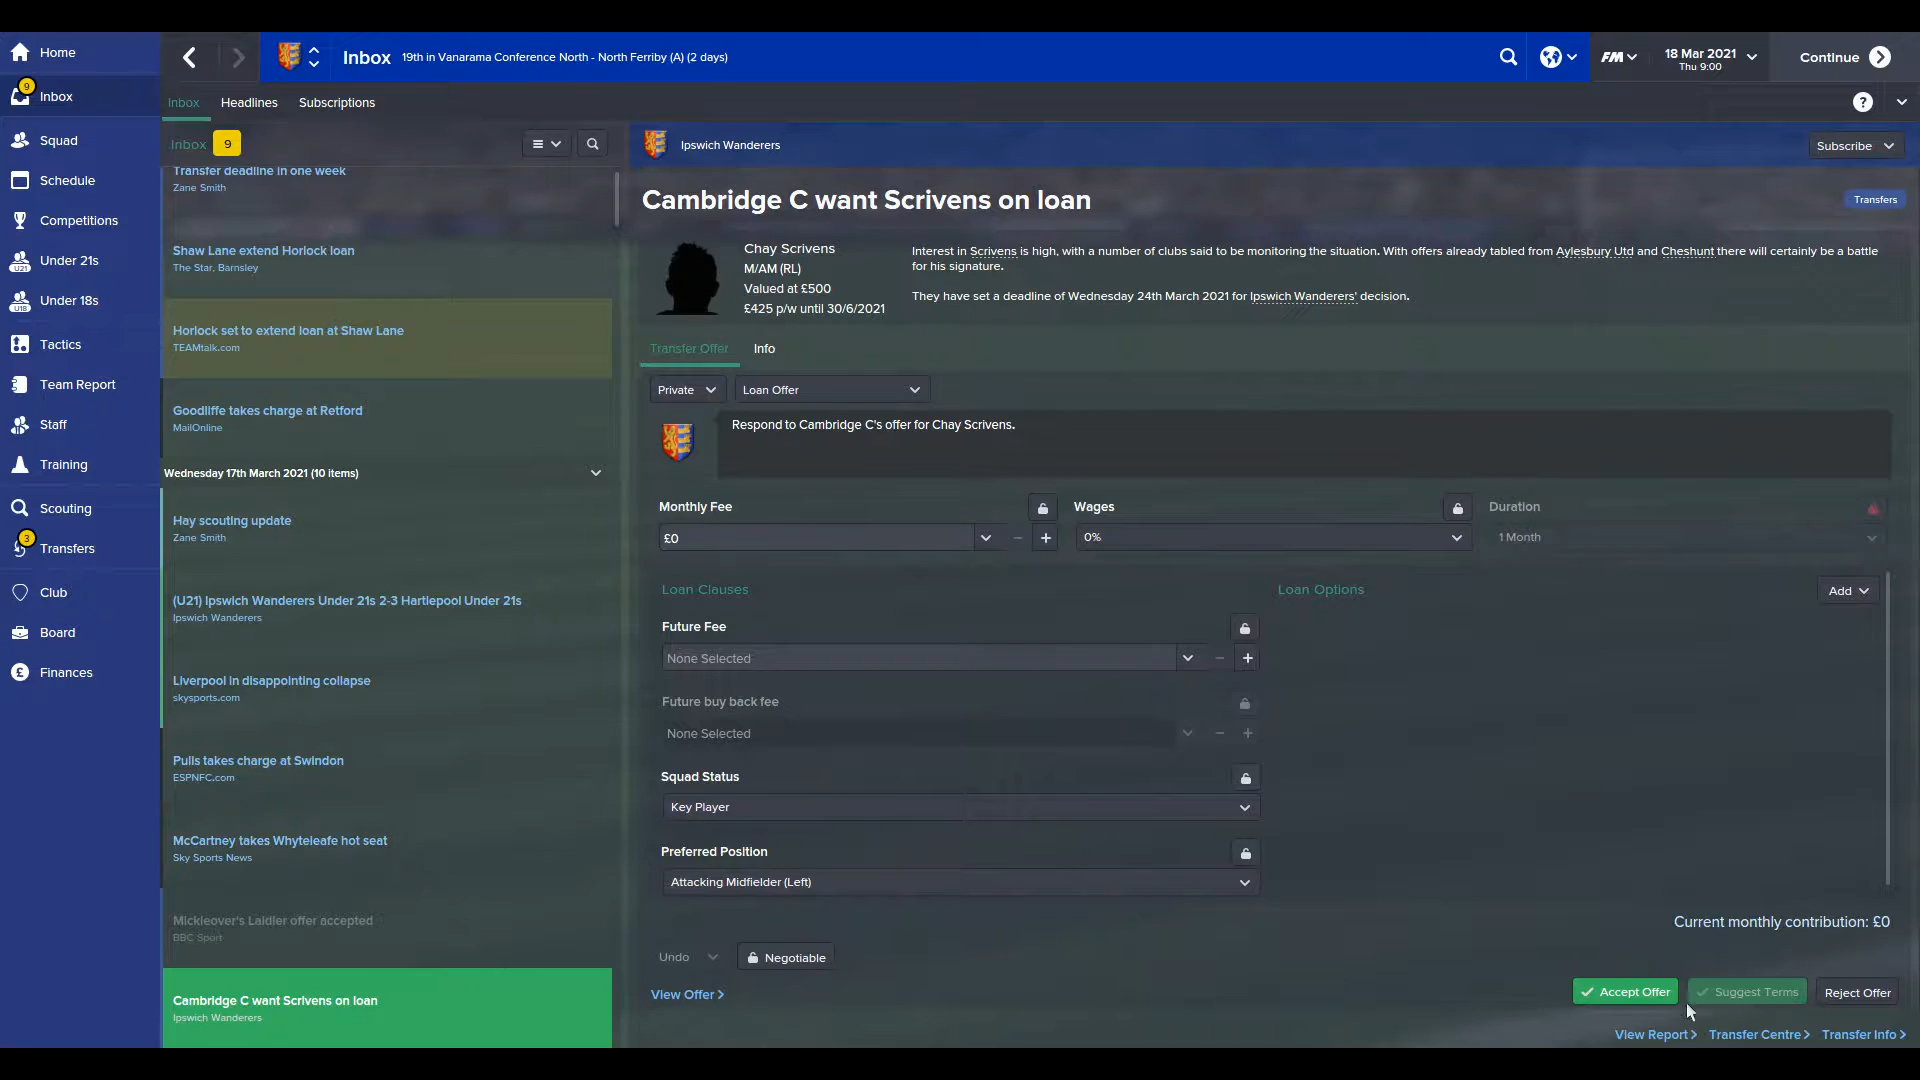 Home
9
Inbox
Squad
Schedule
Competitions
U21
Under 21s
U18
Under 18s
Tactics
Team Report
Staff
Training
Scouting
3
Transfers
Club
Board
Finances
Inbox
19th in Vanarama Conference North - North Ferriby (A) (2 days)
FM
18 Mar 2021
Thu 9:00
Continue
Inbox
Headlines
Subscriptions
?
Inbox
9
Transfer deadline in one week
Zane Smith
Shaw Lane extend Horlock loan
The Star, Barnsley
Horlock set to extend loan at Shaw Lane
TEAMtalk.com
Goodliffe takes charge at Retford
MailOnline
Wednesday 17th March 2021 (10 items)
Hay scouting update
Zane Smith
(U21) Ipswich Wanderers Under 21s 2-3 Hartlepool Under 21s
Ipswich Wanderers
Liverpool in disappointing collapse
skysports.com
Pulis takes charge at Swindon
ESPNFC.com
McCartney takes Whyteleafe hot seat
Sky Sports News
Mickleover's Laidler offer accepted
BBC Sport
Cambridge C want Scrivens on loan
Ipswich Wanderers
Ipswich Wanderers
Subscribe
Cambridge C want Scrivens on loan
Transfers
Chay Scrivens
M/AM (RL)
Valued at £500
£425 p/w until 30/6/2021
Interest in Scrivens is high, with a number of clubs said to be monitoring the situation. With offers already tabled from Aylesbury Utd and Cheshunt there will certainly be a battle
for his signature.
They have set a deadline of Wednesday 24th March 2021 for Ipswich Wanderers' decision.
Transfer Offer
Info
Private
Loan Offer
Respond to Cambridge C's offer for Chay Scrivens.
Monthly Fee
Wages
Duration
£0
0%
1 Month
Loan Clauses
Loan Options
Add
Future Fee
None Selected
Future buy back fee
None Selected
Squad Status
Key Player
Preferred Position
Attacking Midfielder (Left)
Current monthly contribution: £0
Undo
Negotiable
View Offer >
Accept Offer
Suggest Terms
Reject Offer
View Report >
Transfer Centre >
Transfer Info >